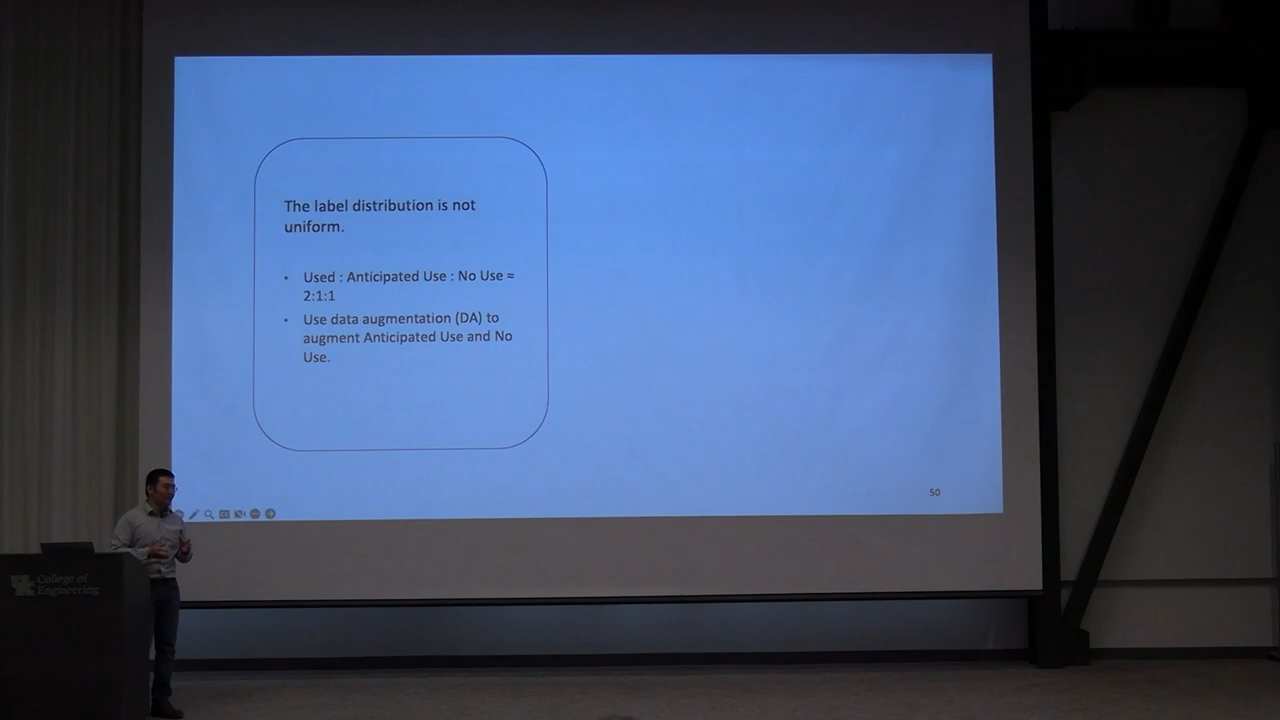 The label distribution is not
uniform.
• Used : Anticipated Use : No Use ≈
2:1:1
• Use data augmentation (DA) to
augment Anticipated Use and No
Use.
50
UK College of
Engineering